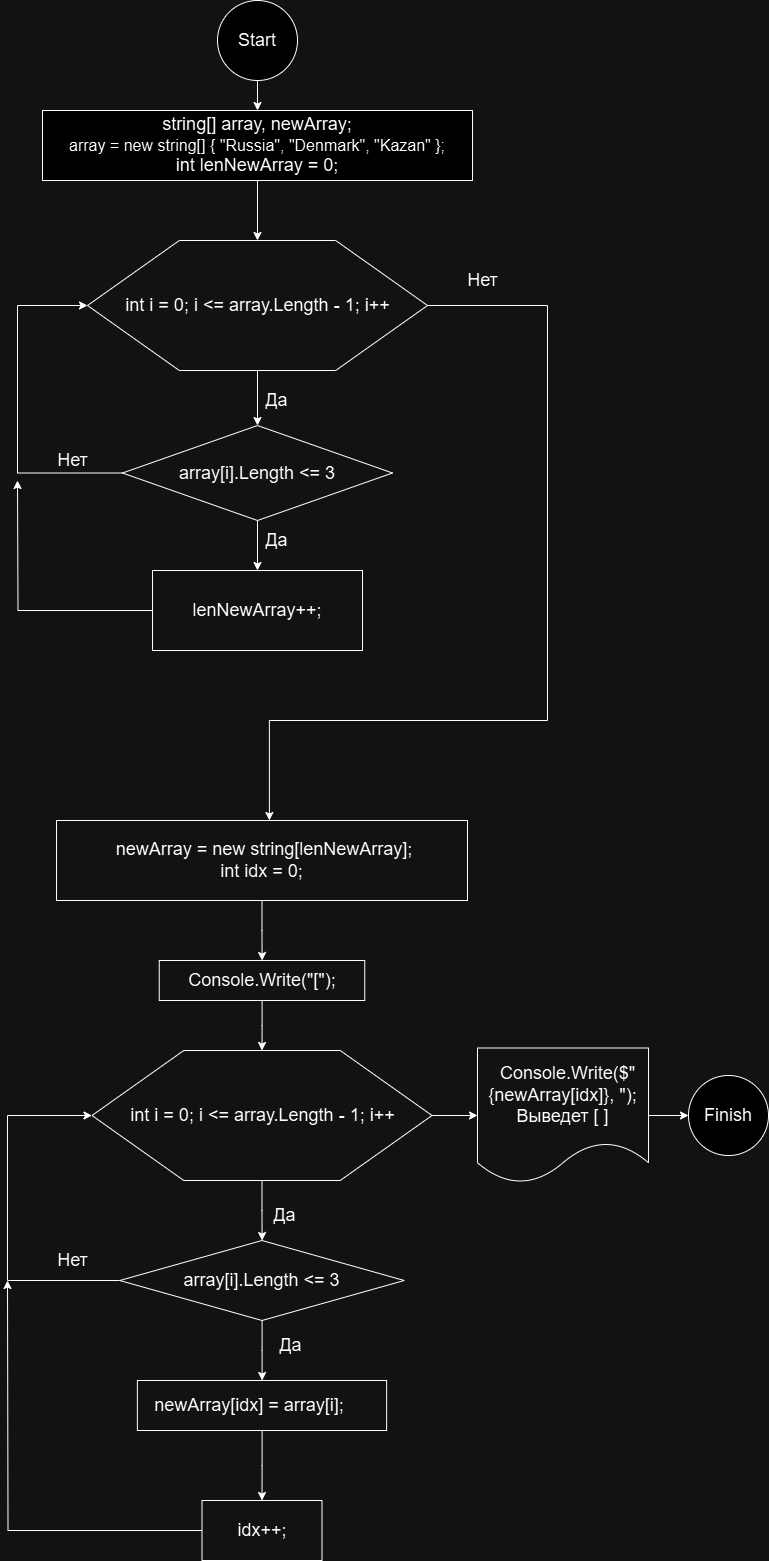 Start
string[] array, newArray;
array = new string[] { "Russia", "Denmark", "Kazan" };
int lenNewArray = 0;
int i = 0; i <= array.Length - 1; i++
Нет
Да
array[i].Length <= 3
Нет
Да
lenNewArray++;
newArray = new string[lenNewArray];
int idx = 0;
Console.Write("[");
int i = 0; i <= array.Length - 1; i++
Console.Write($"
{newArray[idx]}, ");
Выведет [ ]
Finish
Да
Нет
array[i].Length <= 3
Да
newArray[idx] = array[i];
idx++;